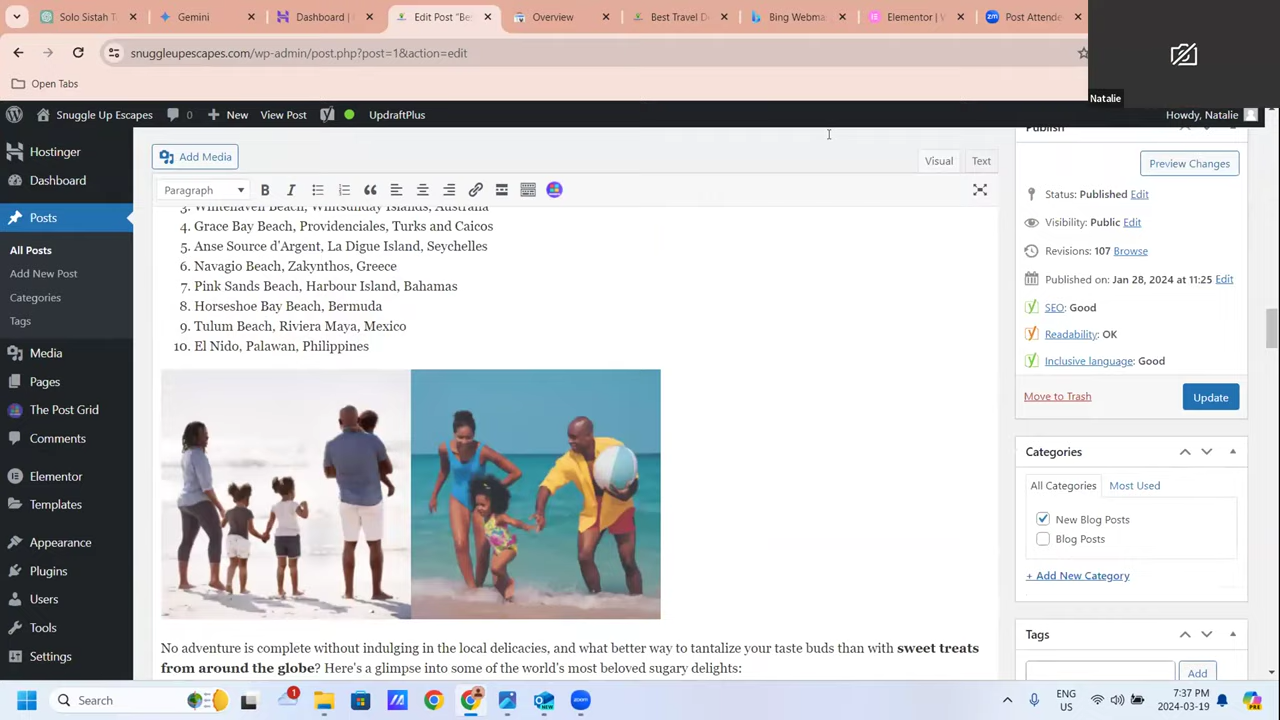 Solo Sistah T
Gemini
Dashboard |
Edit Post "Be
Overview
Best Travel D
Bing Webma
Elementor | W
Post Attende
snuggleupescapes.com/wp-admin/post.php?post=1&action=edit
Natalie
Open Tabs
Snuggle Up Escapes
0
New
View Post
UpdraftPlus
Howdy, Natalie
Hostinger
Dashboard
Posts
All Posts
Add New Post
Categories
Tags
Media
Pages
The Post Grid
Comments
Elementor
Templates
Appearance
Plugins
Users
Tools
Settings
Add Media
Visual
Text
Paragraph
3. Whitehaven Beach, Whitsunday Islands, Australia
4. Grace Bay Beach, Providenciales, Turks and Caicos
5. Anse Source d'Argent, La Digue Island, Seychelles
6. Navagio Beach, Zakynthos, Greece
7. Pink Sands Beach, Harbour Island, Bahamas
8. Horseshoe Bay Beach, Bermuda
9. Tulum Beach, Riviera Maya, Mexico
10. El Nido, Palawan, Philippines
No adventure is complete without indulging in the local delicacies, and what better way to tantalize your taste buds than with sweet treats
from around the globe? Here's a glimpse into some of the world's most beloved sugary delights:
Publish
Preview Changes
Status: Published Edit
Visibility: Public Edit
Revisions: 107 Browse
Published on: Jan 28, 2024 at 11:25 Edit
SEO: Good
Readability: OK
Inclusive language: Good
Move to Trash
Update
Categories
All Categories
Most Used
New Blog Posts
Blog Posts
+ Add New Category
Tags
Add
Search
1
ENG
US
7:37 PM
2024-03-19
PRE